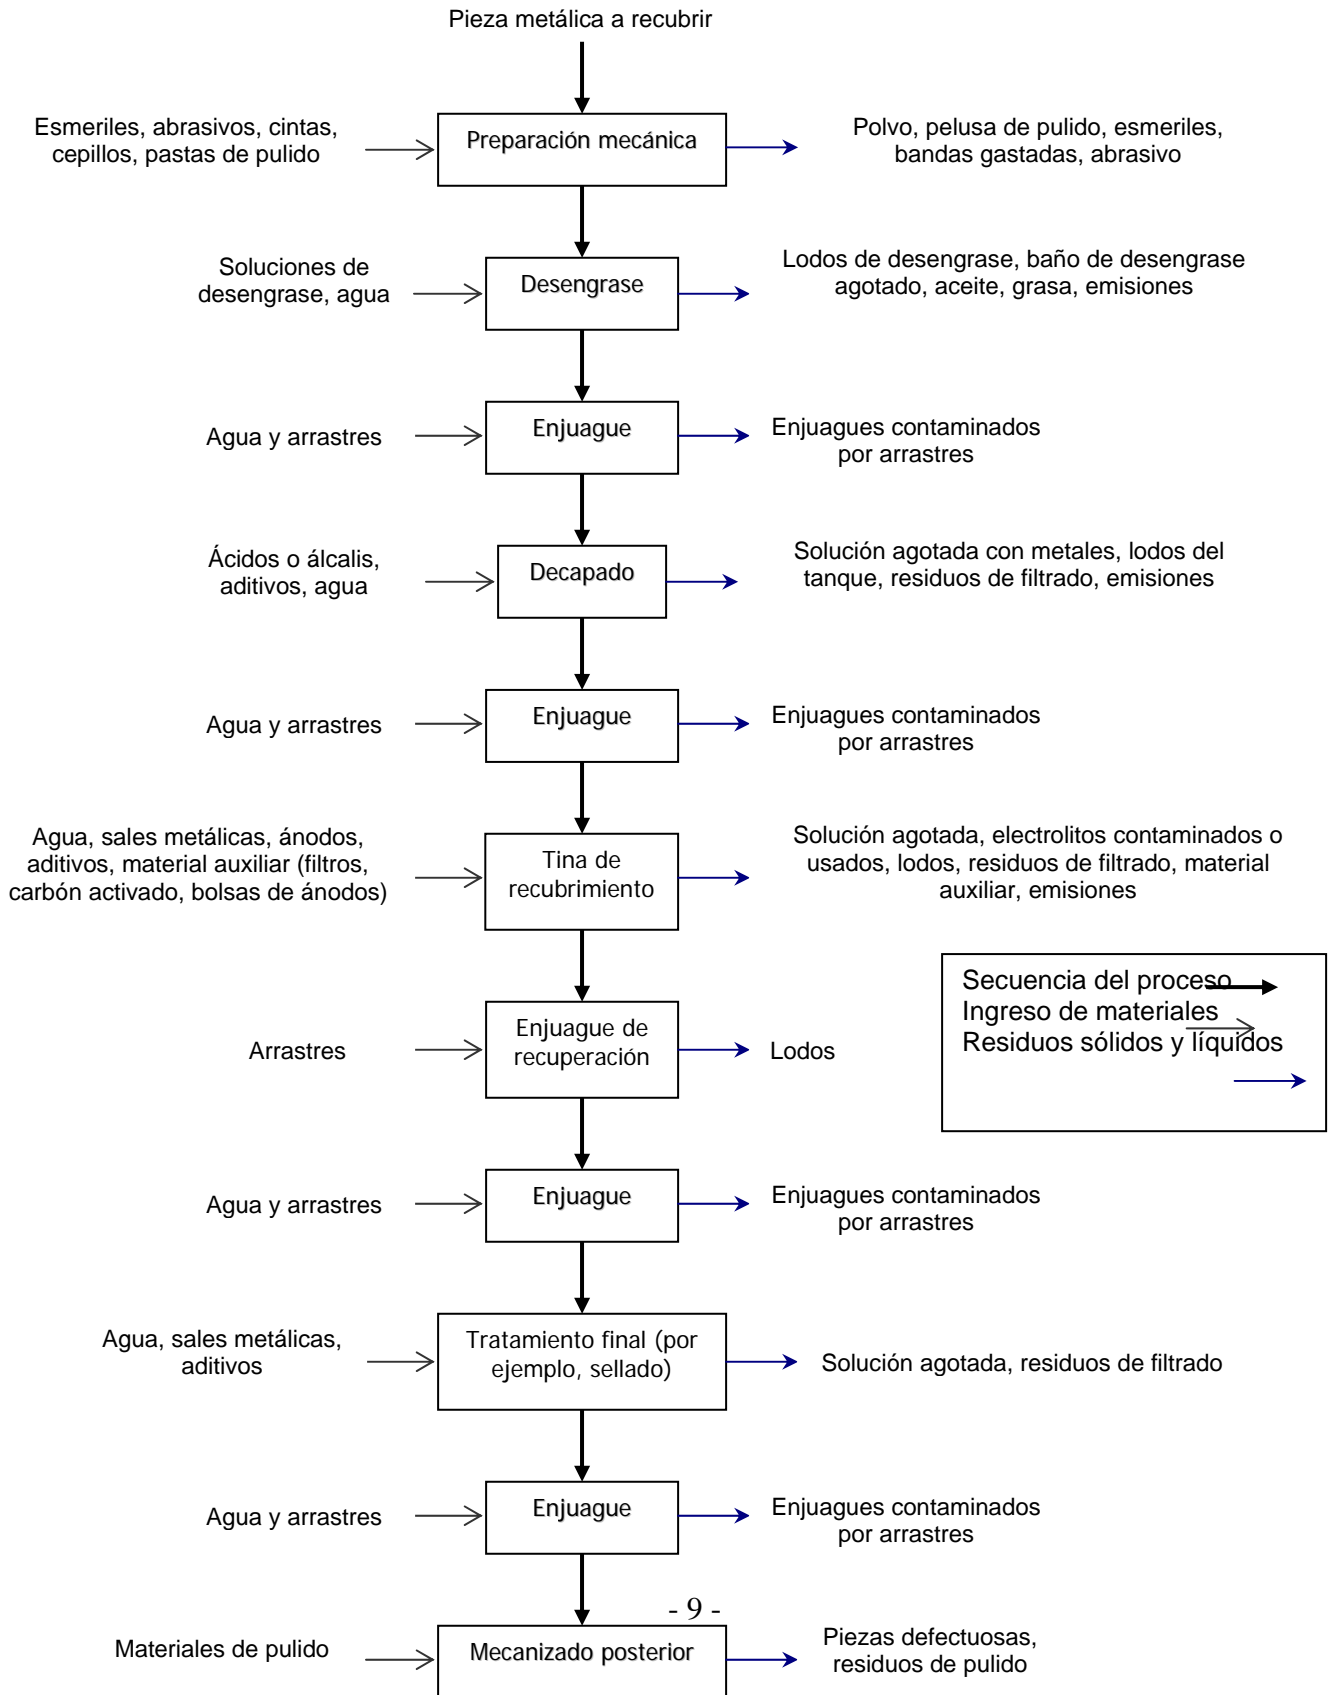 Pieza metálica a recubrir
Esmeriles, abrasivos, cintas,
cepillos, pastas de pulido
Preparación mecánica
Polvo, pelusa de pulido, esmeriles,
bandas gastadas, abrasivo
Soluciones de
desengrase, agua
Desengrase
Lodos de desengrase, baño de desengrase
agotado, aceite, grasa, emisiones
Agua y arrastres
Enjuague
Enjuagues contaminados
por arrastres
Ácidos o álcalis,
aditivos, agua
Decapado
Solución agotada con metales, lodos del
tanque, residuos de filtrado, emisiones
Agua y arrastres
Enjuague
Enjuagues contaminados
por arrastres
Agua, sales metálicas, ánodos,
aditivos, material auxiliar (filtros,
carbón activado, bolsas de ánodos)
Tina de
recubrimiento
Solución agotada, electrolitos contaminados o
usados, lodos, residuos de filtrado, material
auxiliar, emisiones
Secuencia del proceso
Ingreso de materiales
Residuos sólidos y líquidos
Arrastres
Enjuague de
recuperación
Lodos
Agua y arrastres
Enjuague
Enjuagues contaminados
por arrastres
Agua, sales metálicas,
aditivos
Tratamiento final (por
ejemplo, sellado)
Solución agotada, residuos de filtrado
Agua y arrastres
Enjuague
Enjuagues contaminados
por arrastres
- 9 -
Materiales de pulido
Mecanizado posterior
Piezas defectuosas,
residuos de pulido